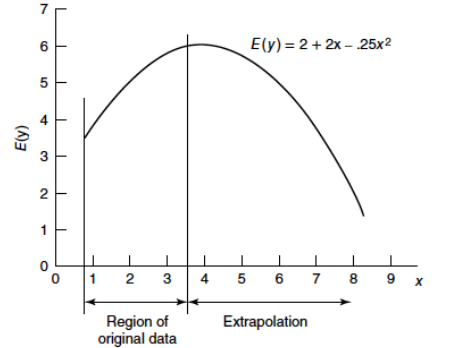 7
6
5
4
3
2
1
0
E(y)
E(y) = 2 + 2x – .25x²
0 1 2 3 4 5 6 7 8 9 x
Region of
original data
Extrapolation